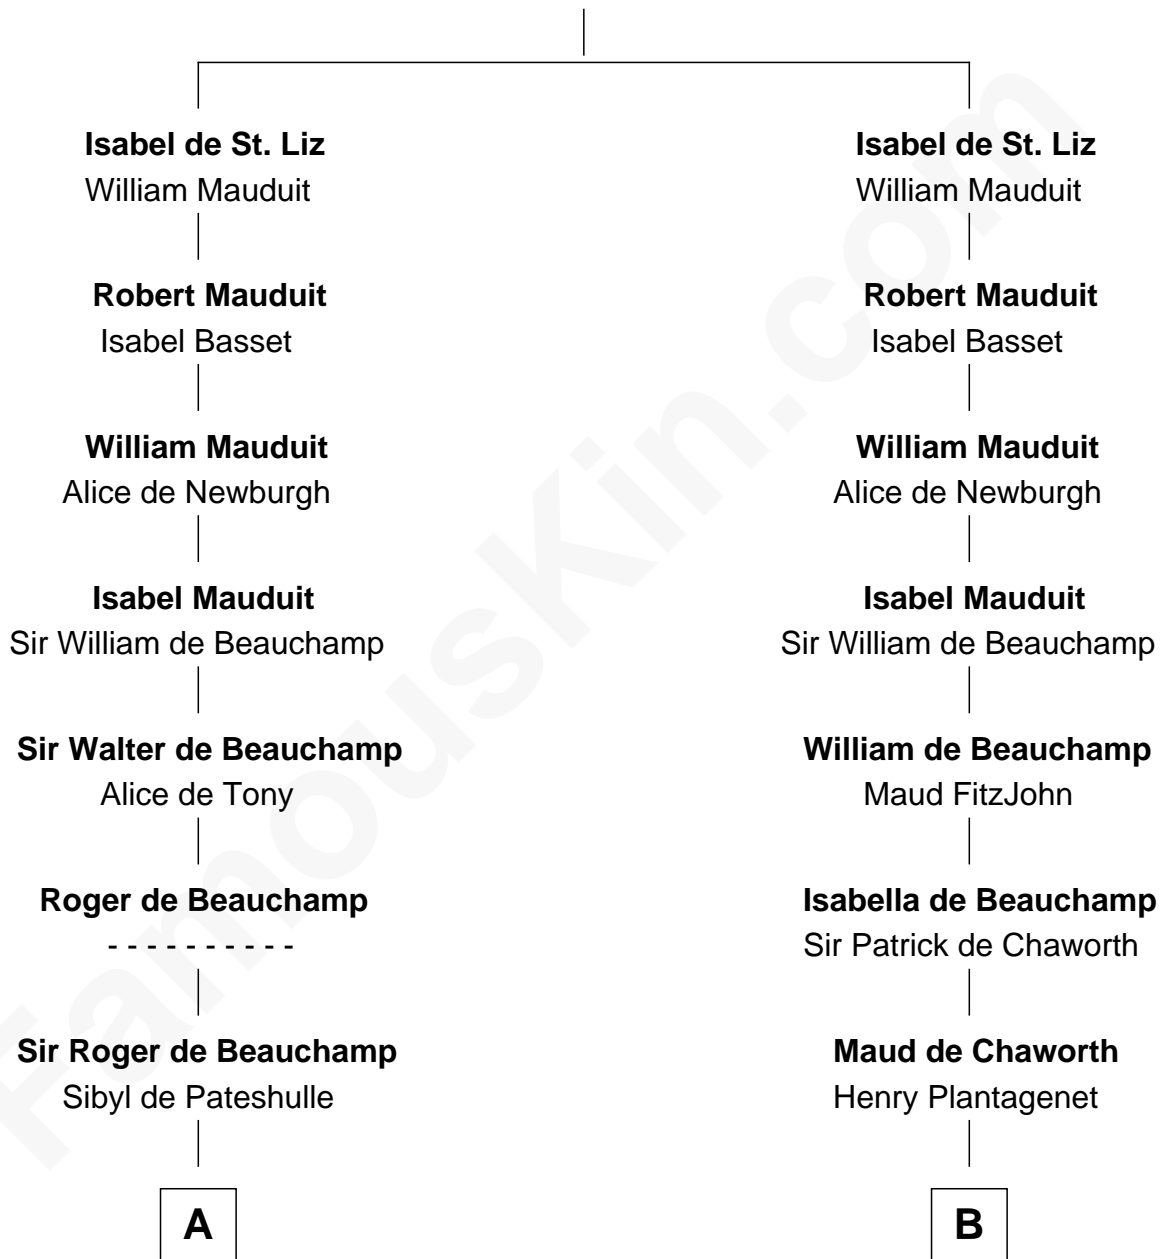 Isabel de St. Liz
William Mauduit
Robert Mauduit
Isabel Basset
William Mauduit
Alice de Newburgh
Isabel Mauduit
Sir William de Beauchamp
Sir Walter de Beauchamp
Alice de Tony
Roger de Beauchamp
- - - - - - - - - -
Sir Roger de Beauchamp
Sibyl de Pateshulle
A
Isabel de St. Liz
William Mauduit
Robert Mauduit
Isabel Basset
William Mauduit
Alice de Newburgh
Isabel Mauduit
Sir William de Beauchamp
William de Beauchamp
Maud FitzJohn
Isabella de Beauchamp
Sir Patrick de Chaworth
Maud de Chaworth
Henry Plantagenet
B
FamousKin.com